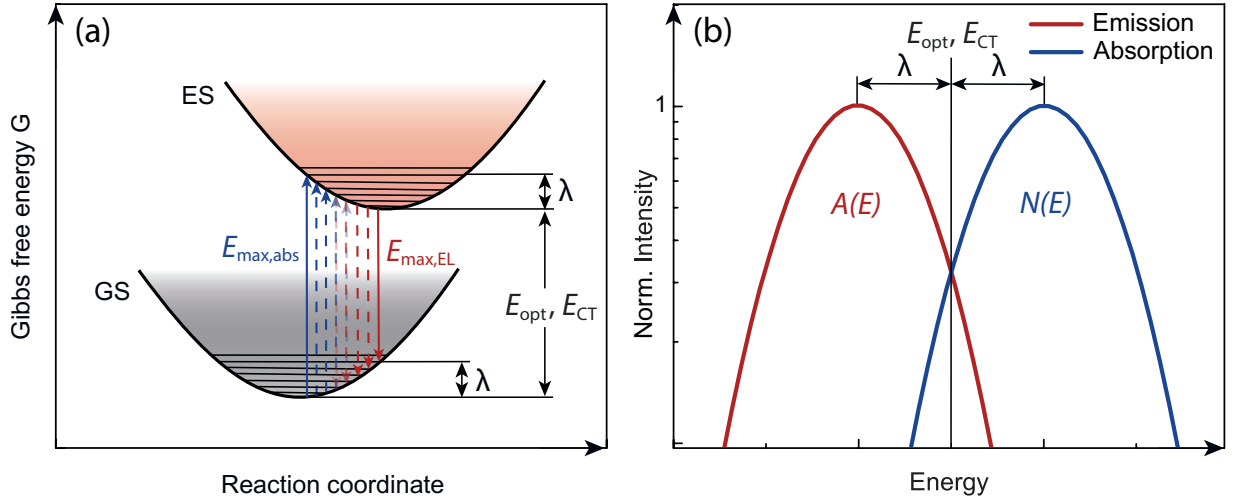 (a)
Gibbs free energy G
ES
GS
E_max,abs
E_max,EL
λ
E_opt, E_CT
λ
Reaction coordinate
(b)
E_opt, E_CT
Emission
Absorption
λ
λ
1
Norm. Intensity
A(E)
N(E)
Energy